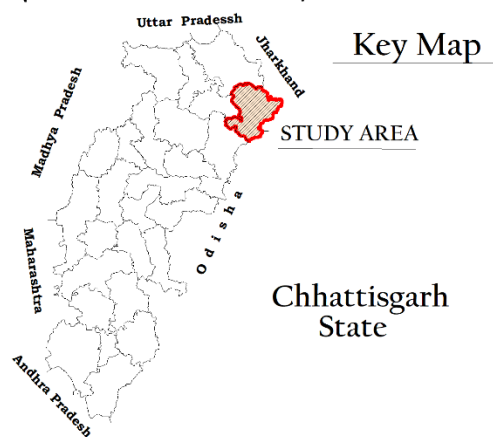 Uttar Pradessh
Key Map
Jharkhand
Madhya Pradesh
STUDY AREA
Odisha
Maharashtra
Chhattisgarh
State
Andhra Pradesh